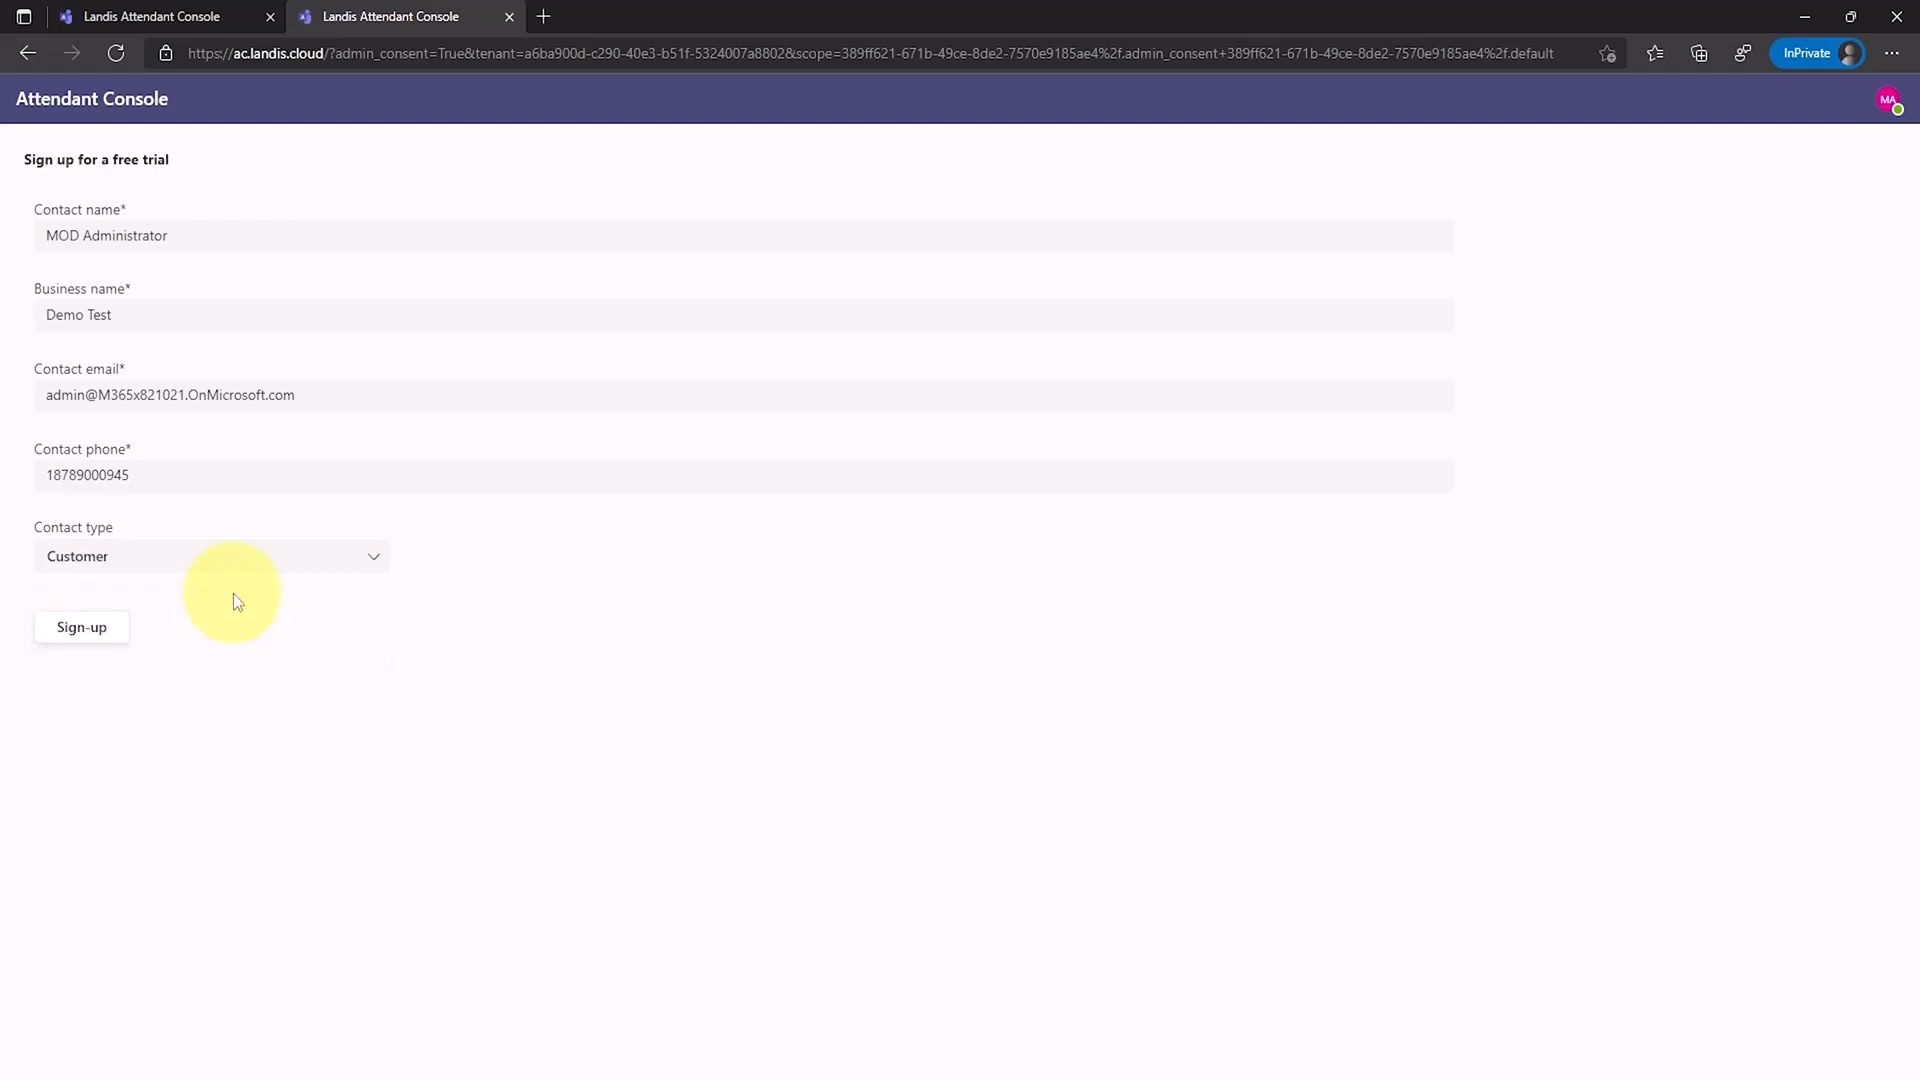 Landis Attendant Console
Landis Attendant Console
https://ac.landis.cloud/?admin_consent=True&tenant=a6ba900d-c290-40e3-b51f-5324007a8802&scope=389ff621-671b-49ce-8de2-7570e9185ae4%2f.admin_consent+389ff621-671b-49ce-8de2-7570e9185ae4%2f.default
InPrivate
Attendant Console
MA
Sign up for a free trial
Contact name*
MOD Administrator
Business name*
Demo Test
Contact email*
admin@M365x821021.OnMicrosoft.com
Contact phone*
18789000945
Contact type
Customer
Sign-up